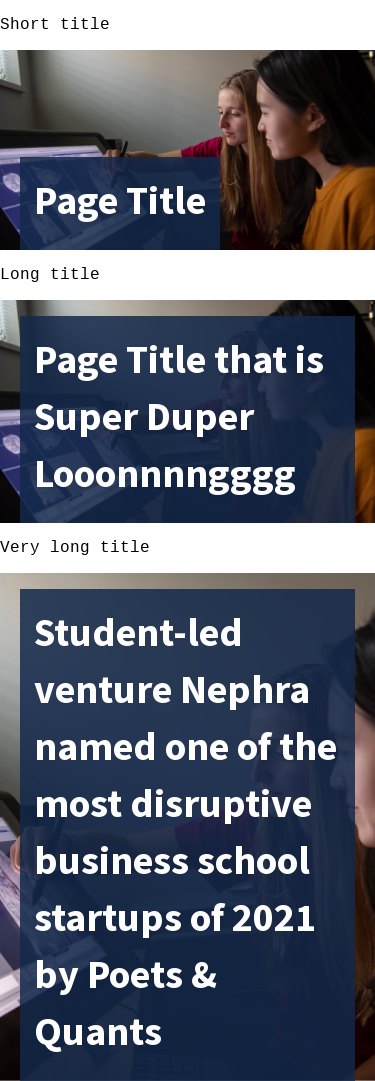 Short title
Page Title
Long title
Page Title that is
Super Duper
Looonnnngggg
Very long title
Student-led
venture Nephra
named one of the
most disruptive
business school
startups of 2021
by Poets &
Quants